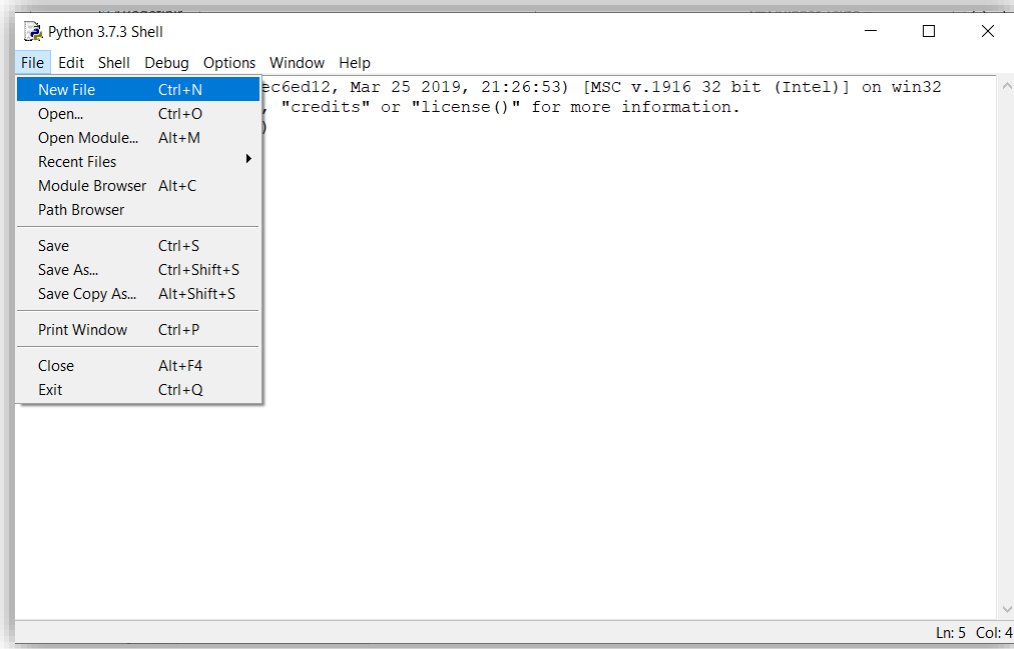 Python 3.7.3 Shell
File Edit Shell Debug Options Window Help
New File Ctrl+N
Open... Ctrl+O
Open Module... Alt+M
Recent Files
Module Browser Alt+C
Path Browser
Save Ctrl+S
Save As... Ctrl+Shift+S
Save Copy As... Alt+Shift+S
Print Window Ctrl+P
Close Alt+F4
Exit Ctrl+Q
ec6ed12, Mar 25 2019, 21:26:53) [MSC v.1916 32 bit (Intel)] on win32
, "credits" or "license()" for more information.
)
Ln: 5 Col: 4